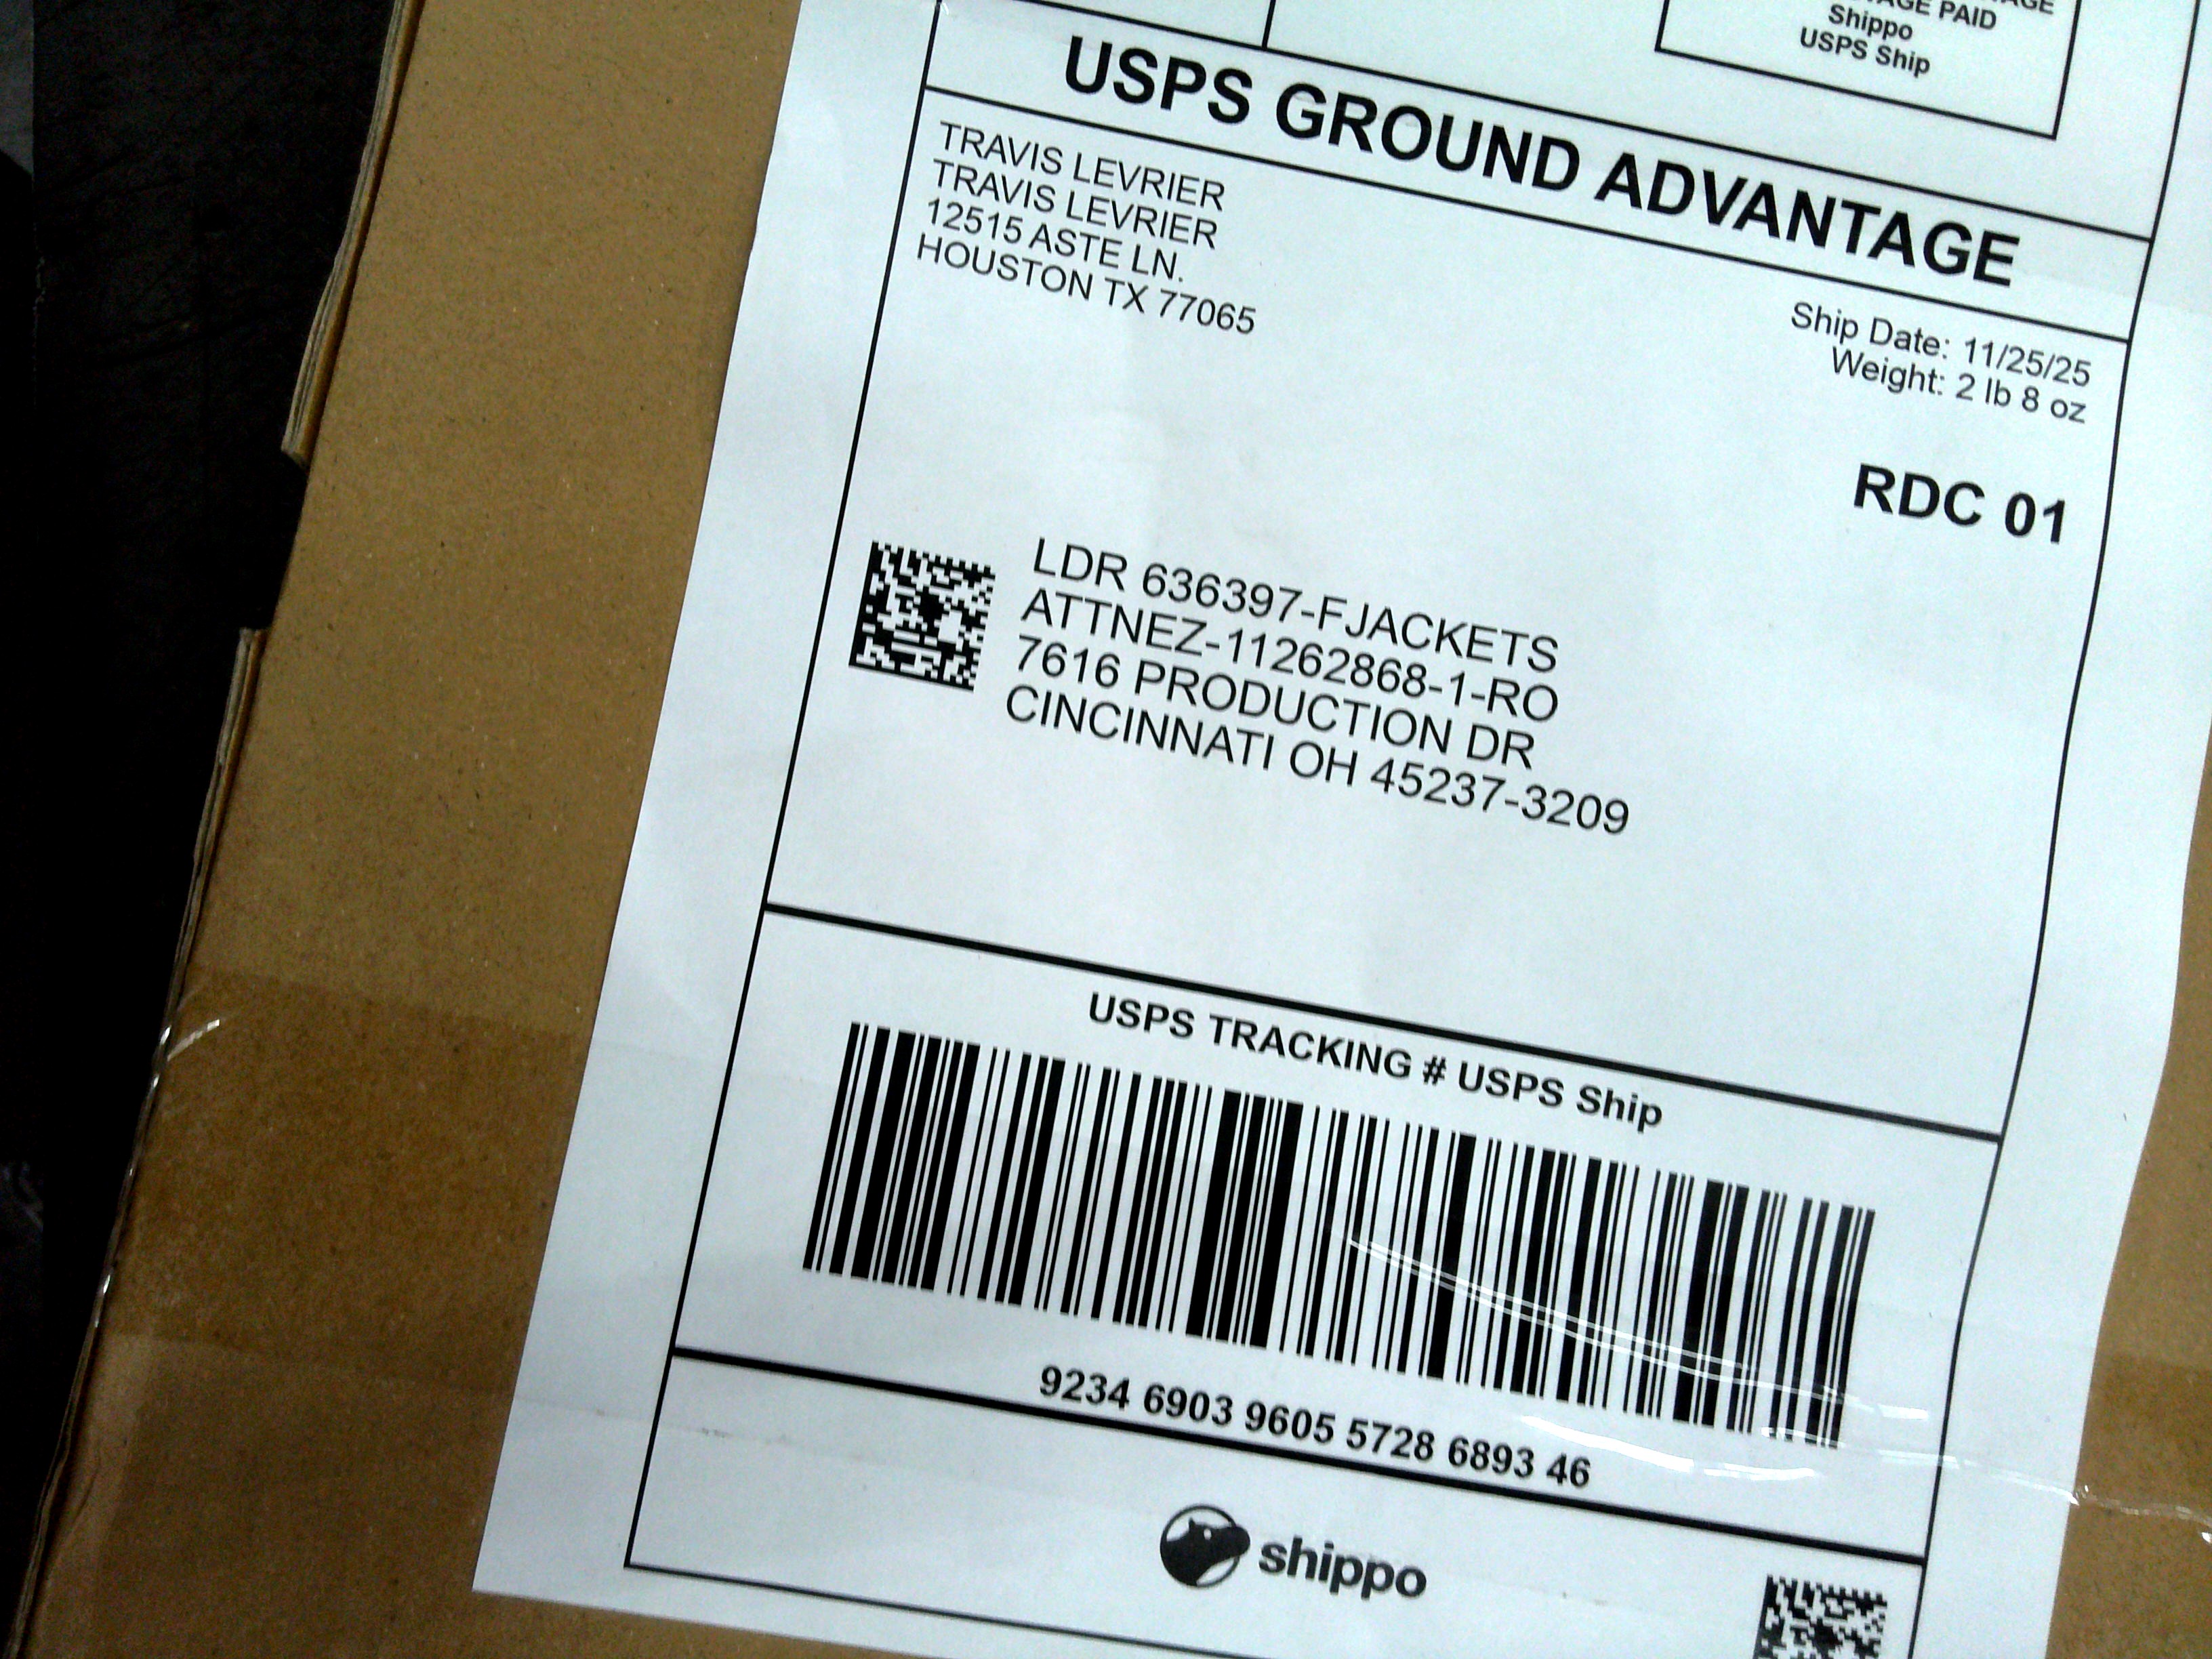 AGE PAID
Shippo
USPS Ship
USPS GROUND ADVANTAGE
TRAVIS LEVRIER
TRAVIS LEVRIER
12515 ASTE LN.
HOUSTON TX 77065
Ship Date: 11/25/25
Weight: 2 lb 8 oz
RDC 01
LDR 636397-FJACKETS
ATTNEZ-11262868-1-RO
7616 PRODUCTION DR
CINCINNATI OH 45237-3209
USPS TRACKING # USPS Ship
9234 6903 9605 5728 6893 46
shippo